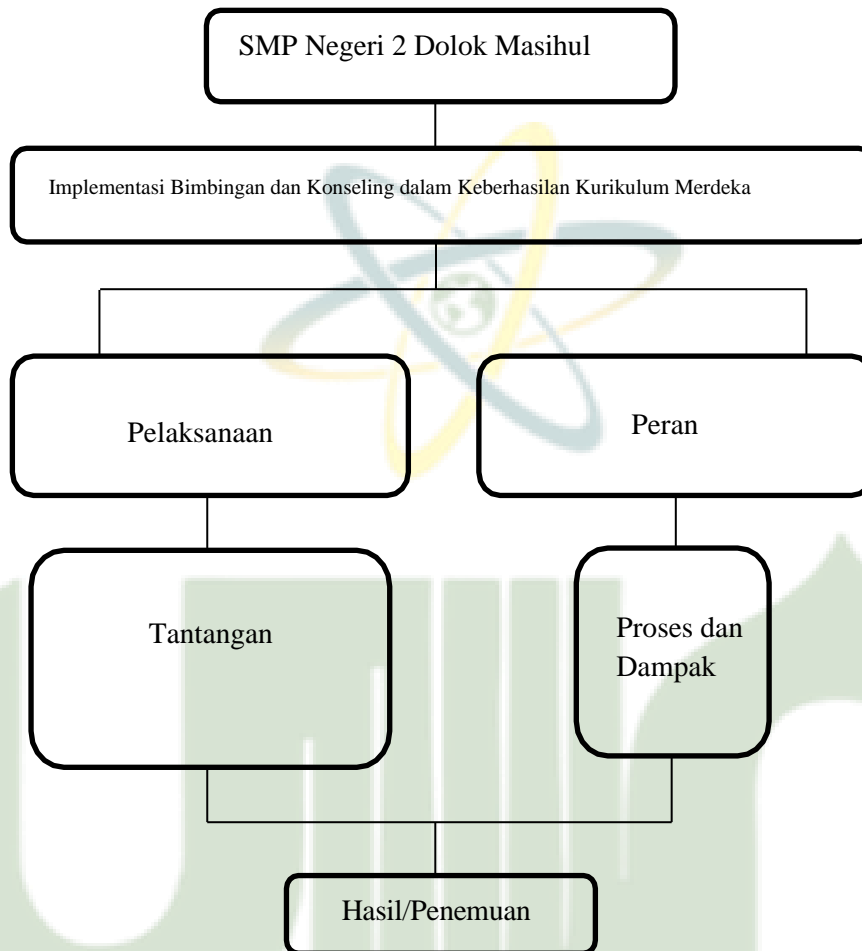 SMP Negeri 2 Dolok Masihul
Implementasi Bimbingan dan Konseling dalam Keberhasilan Kurikulum Merdeka
Pelaksanaan
Peran
Tantangan
Proses dan
Dampak
Hasil/Penemuan